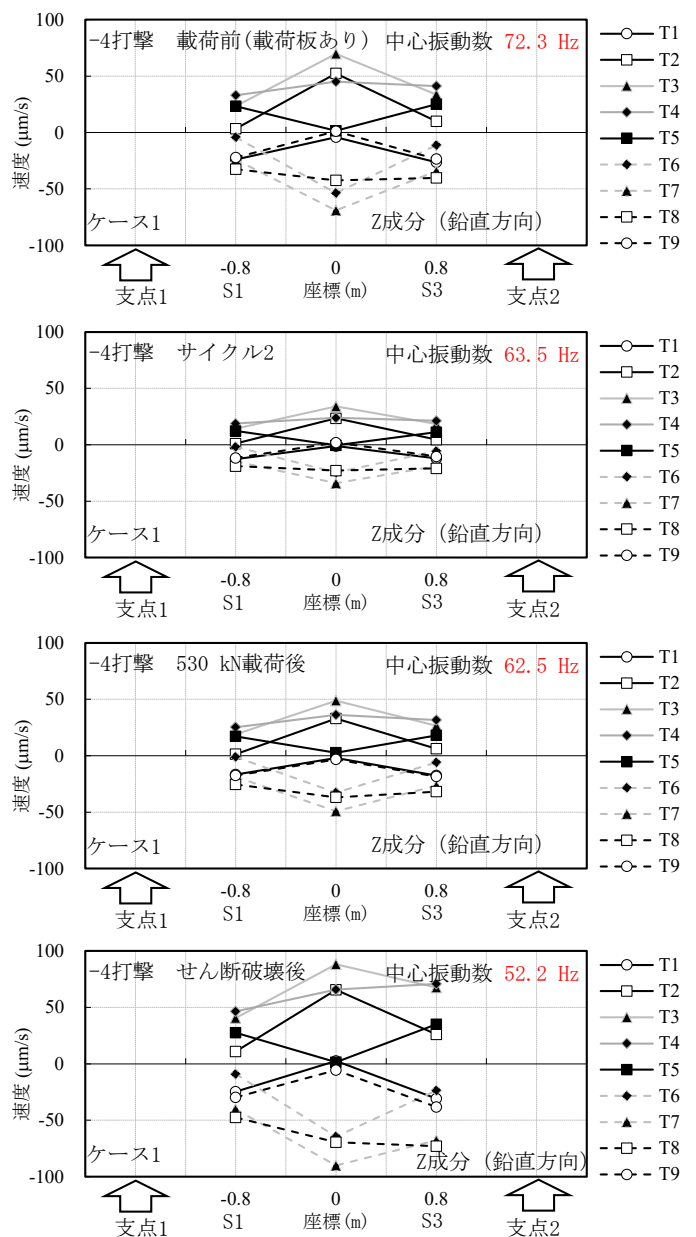 -4打撃 載荷前(載荷板あり) 中心振動数 72.3 Hz
100
50
0
-50
-100
速度 (μm/s)
ケース1 Z成分 (鉛直方向)
-0.8 0 0.8
支点1 S1 座標(m) S3 支点2
T1
T2
T3
T4
T5
T6
T7
T8
T9
-4打撃 サイクル2 中心振動数 63.5 Hz
100
50
0
-50
-100
速度 (μm/s)
ケース1 Z成分 (鉛直方向)
-0.8 0 0.8
支点1 S1 座標(m) S3 支点2
T1
T2
T3
T4
T5
T6
T7
T8
T9
-4打撃 530 kN載荷後 中心振動数 62.5 Hz
100
50
0
-50
-100
速度 (μm/s)
ケース1 Z成分 (鉛直方向)
-0.8 0 0.8
支点1 S1 座標(m) S3 支点2
T1
T2
T3
T4
T5
T6
T7
T8
T9
-4打撃 せん断破壊後 中心振動数 52.2 Hz
100
50
0
-50
-100
速度 (μm/s)
ケース1 Z成分 (鉛直方向)
-0.8 0 0.8
支点1 S1 座標(m) S3 支点2
T1
T2
T3
T4
T5
T6
T7
T8
T9